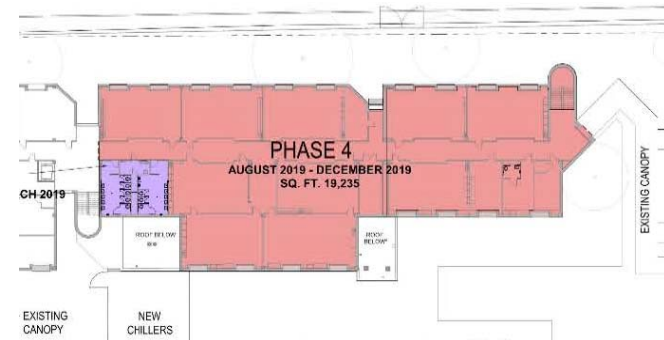 PHASE 4
AUGUST 2019 - DECEMBER 2019
SQ. FT. 19,235
CH 2019
ROOF BELOW
ROOF BELOW
EXISTING CANOPY
EXISTING
CANOPY
NEW
CHILLERS